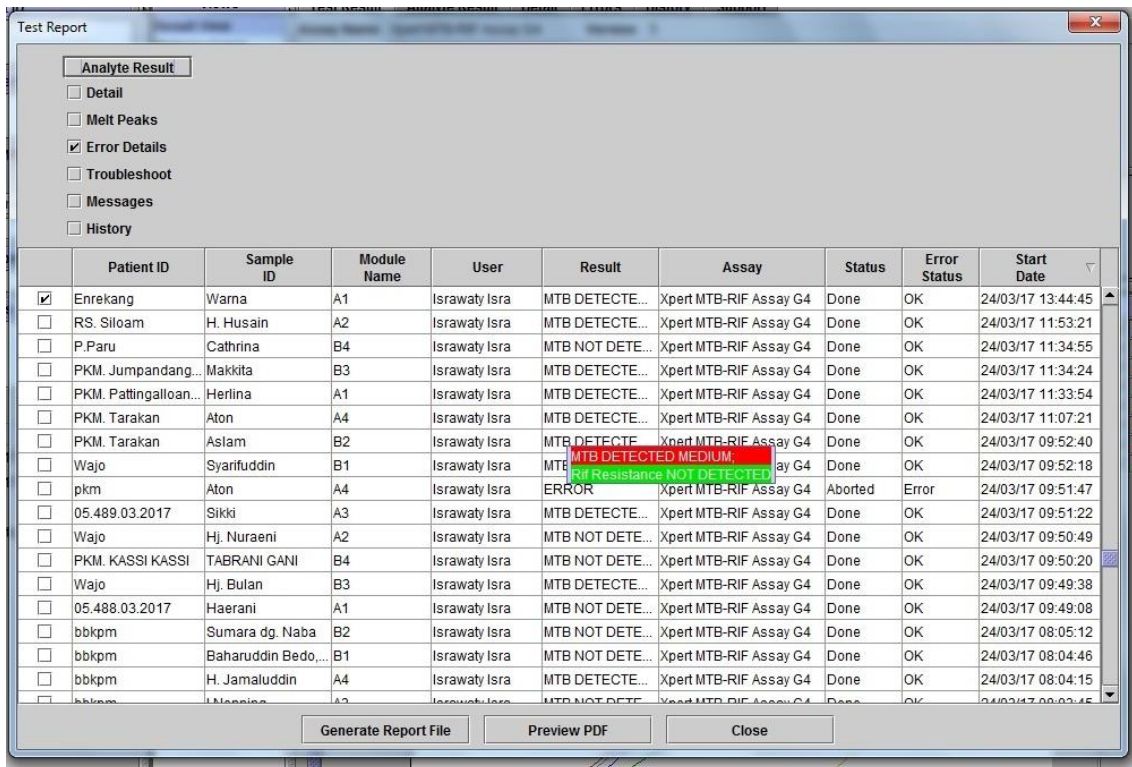 Test Report
Analyte Result
Detail
Melt Peaks
Error Details
Troubleshoot
Messages
History
Patient ID Sample ID Module Name User Result Assay Status Error Status Start Date
Enrekang Warna A1 Israwaty Isra MTB DETECTE... Xpert MTB-RIF Assay G4 Done OK 24/03/17 13:44:45
RS. Siloam H. Husain A2 Israwaty Isra MTB DETECTE... Xpert MTB-RIF Assay G4 Done OK 24/03/17 11:53:21
P.Paru Cathrina B4 Israwaty Isra MTB NOT DETE... Xpert MTB-RIF Assay G4 Done OK 24/03/17 11:34:55
PKM. Jumpandang... Makkita B3 Israwaty Isra MTB DETECTE... Xpert MTB-RIF Assay G4 Done OK 24/03/17 11:34:24
PKM. Pattingalloan... Herlina A1 Israwaty Isra MTB DETECTE... Xpert MTB-RIF Assay G4 Done OK 24/03/17 11:33:54
PKM. Tarakan Aton A4 Israwaty Isra MTB DETECTE... Xpert MTB-RIF Assay G4 Done OK 24/03/17 11:07:21
PKM. Tarakan Aslam B2 Israwaty Isra MTB DETECTE... Xpert MTB-RIF Assay G4 Done OK 24/03/17 09:52:40
MTB DETECTED MEDIUM;
Rif Resistance NOT DETECTED
Wajo Syarifuddin B1 Israwaty Isra MTB ay G4 Done OK 24/03/17 09:52:18
pkm Aton A4 Israwaty Isra ERROR Xpert MTB-RIF Assay G4 Aborted Error 24/03/17 09:51:47
05.489.03.2017 Sikki A3 Israwaty Isra MTB DETECTE... Xpert MTB-RIF Assay G4 Done OK 24/03/17 09:51:22
Wajo Hj. Nuraeni A2 Israwaty Isra MTB NOT DETE... Xpert MTB-RIF Assay G4 Done OK 24/03/17 09:50:49
PKM. KASSI KASSI TABRANI GANI B4 Israwaty Isra MTB NOT DETE... Xpert MTB-RIF Assay G4 Done OK 24/03/17 09:50:20
Wajo Hj. Bulan B3 Israwaty Isra MTB DETECTE... Xpert MTB-RIF Assay G4 Done OK 24/03/17 09:49:38
05.488.03.2017 Haerani A1 Israwaty Isra MTB NOT DETE... Xpert MTB-RIF Assay G4 Done OK 24/03/17 09:49:08
bbkpm Sumara dg. Naba B2 Israwaty Isra MTB NOT DETE... Xpert MTB-RIF Assay G4 Done OK 24/03/17 08:05:12
bbkpm Baharuddin Bedo,... B1 Israwaty Isra MTB NOT DETE... Xpert MTB-RIF Assay G4 Done OK 24/03/17 08:04:46
bbkpm H. Jamaluddin A4 Israwaty Isra MTB DETECTE... Xpert MTB-RIF Assay G4 Done OK 24/03/17 08:04:15
Generate Report File Preview PDF Close